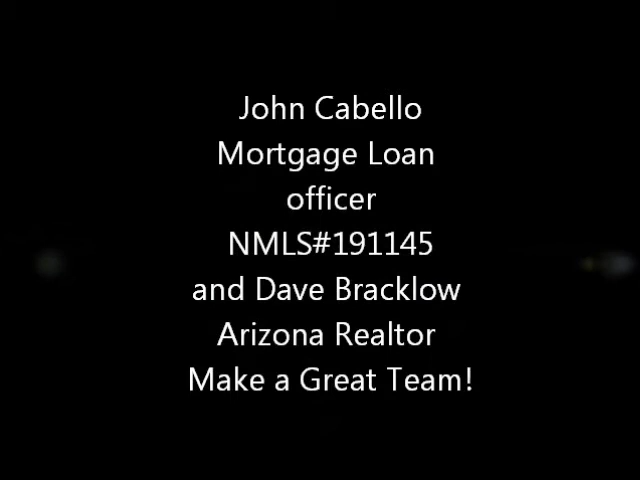 John Cabello
Mortgage Loan
officer
NMLS#191145
and Dave Bracklow
Arizona Realtor
Make a Great Team!